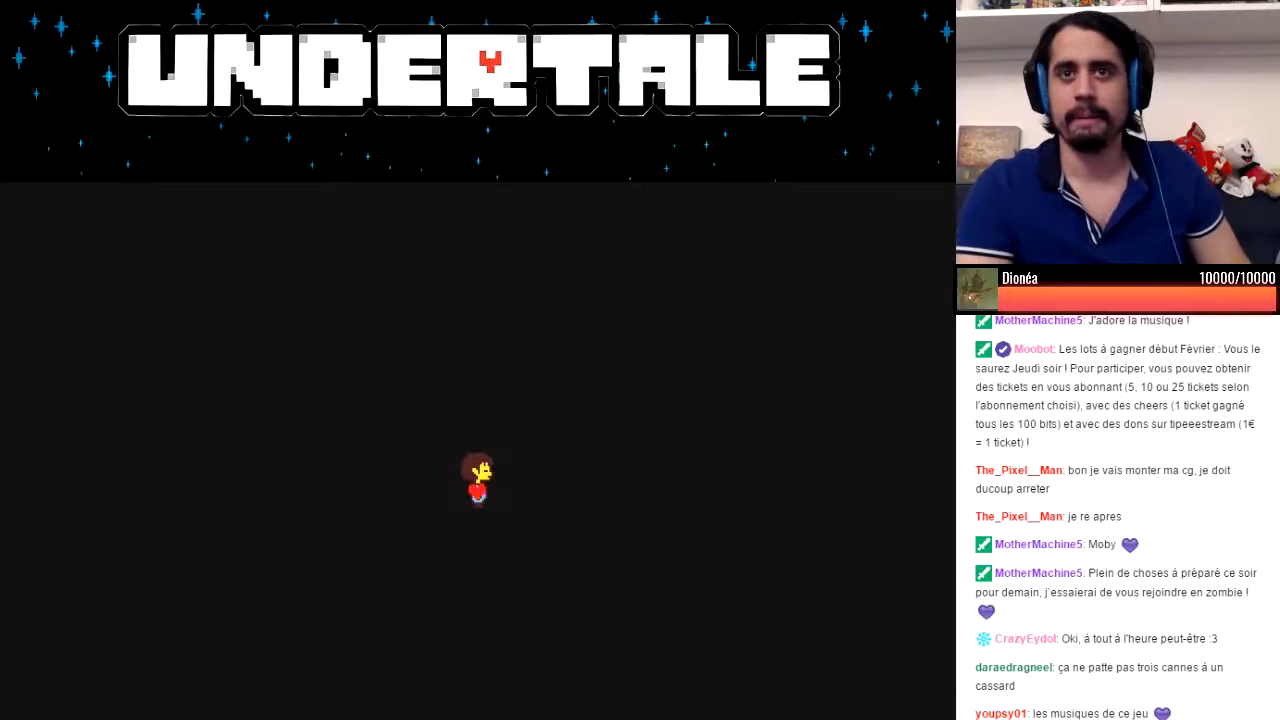 UNDERTALE
Dionéa 10000/10000
MotherMachine5: J'adore la musique !
Moobot: Les lots à gagner début Février : Vous le
saurez Jeudi soir ! Pour participer, vous pouvez obtenir
des tickets en vous abonnant (5, 10 ou 25 tickets selon
l'abonnement choisi), avec des cheers (1 ticket gagné
tous les 100 bits) et avec des dons sur tipeeestream (1€
= 1 ticket) !
The_Pixel__Man: bon je vais monter ma cg, je doit
ducoup arreter
The_Pixel__Man: je re apres
MotherMachine5: Moby
MotherMachine5: Plein de choses à préparé ce soir
pour demain, j'essaierai de vous rejoindre en zombie !
CrazyEydol: Oki, à tout à l'heure peut-être :3
daraedragneel: ça ne patte pas trois cannes à un
cassard
youpsy01: les musiques de ce jeu